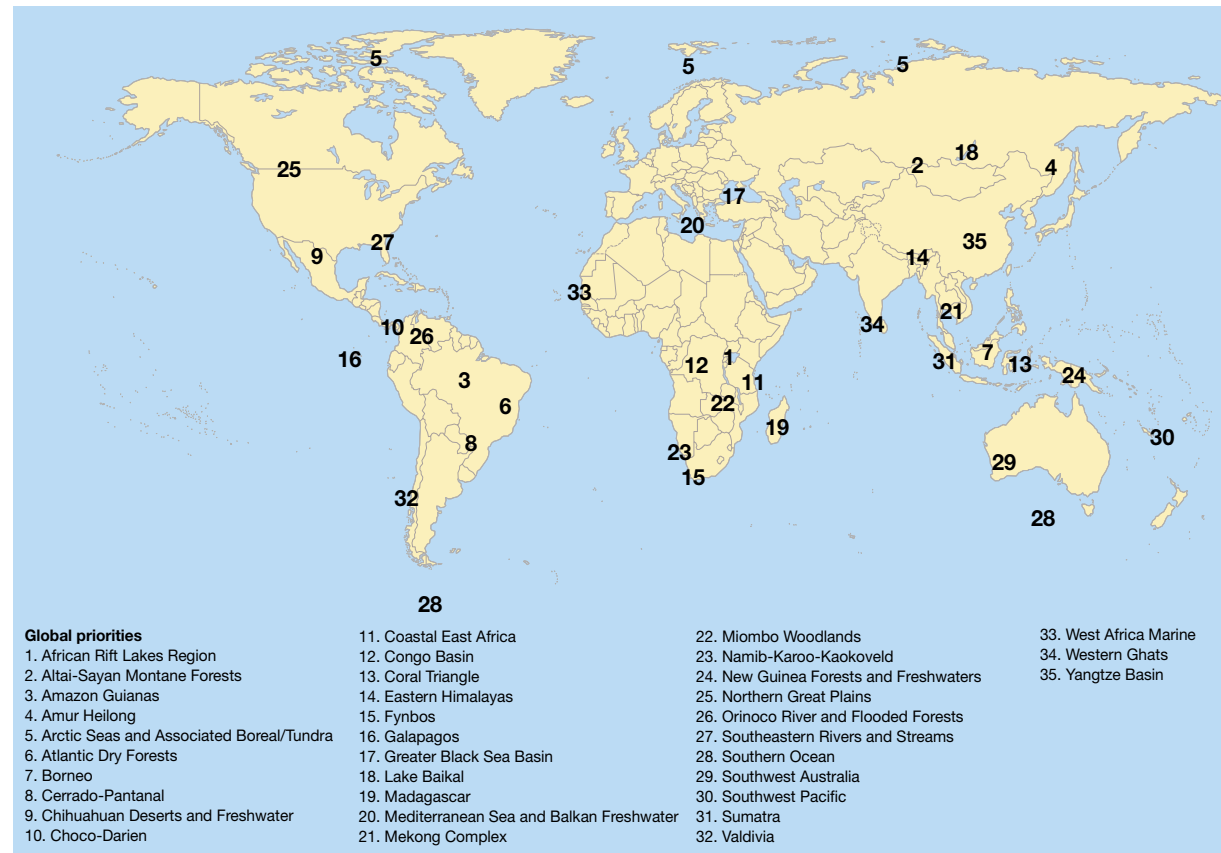 5
5
5
18
2
4
25
17
20
27
35
9
14
33
21
10
34
26
16
1
7
31
12
13
24
3
11
6
22
19
30
8
23
29
15
32
28
28
Global priorities
1. African Rift Lakes Region
2. Altai-Sayan Montane Forests
3. Amazon Guianas
4. Amur Heilong
5. Arctic Seas and Associated Boreal/Tundra
6. Atlantic Dry Forests
7. Borneo
8. Cerrado-Pantanal
9. Chihuahuan Deserts and Freshwater
10. Choco-Darien
11. Coastal East Africa
12. Congo Basin
13. Coral Triangle
14. Eastern Himalayas
15. Fynbos
16. Galapagos
17. Greater Black Sea Basin
18. Lake Baikal
19. Madagascar
20. Mediterranean Sea and Balkan Freshwater
21. Mekong Complex
22. Miombo Woodlands
23. Namib-Karoo-Kaokoveld
24. New Guinea Forests and Freshwaters
25. Northern Great Plains
26. Orinoco River and Flooded Forests
27. Southeastern Rivers and Streams
28. Southern Ocean
29. Southwest Australia
30. Southwest Pacific
31. Sumatra
32. Valdivia
33. West Africa Marine
34. Western Ghats
35. Yangtze Basin